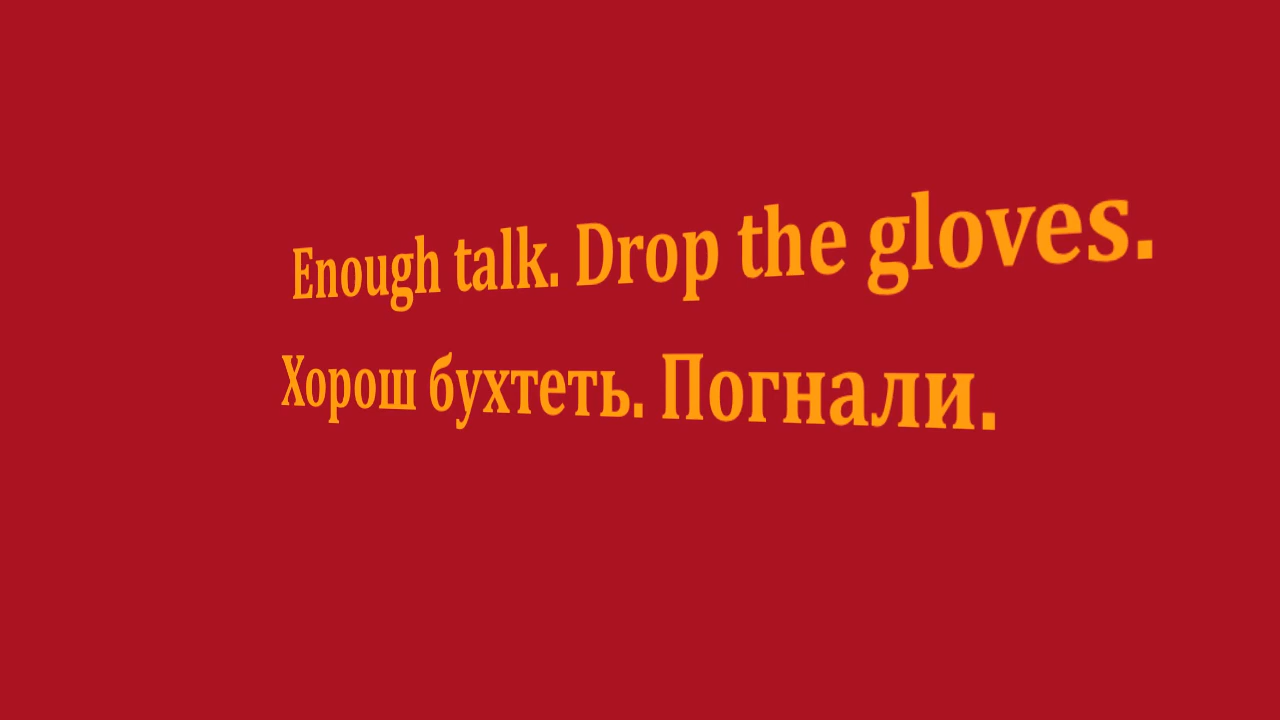 Enough talk. Drop the gloves.
Хорош бухтеть. Погнали.